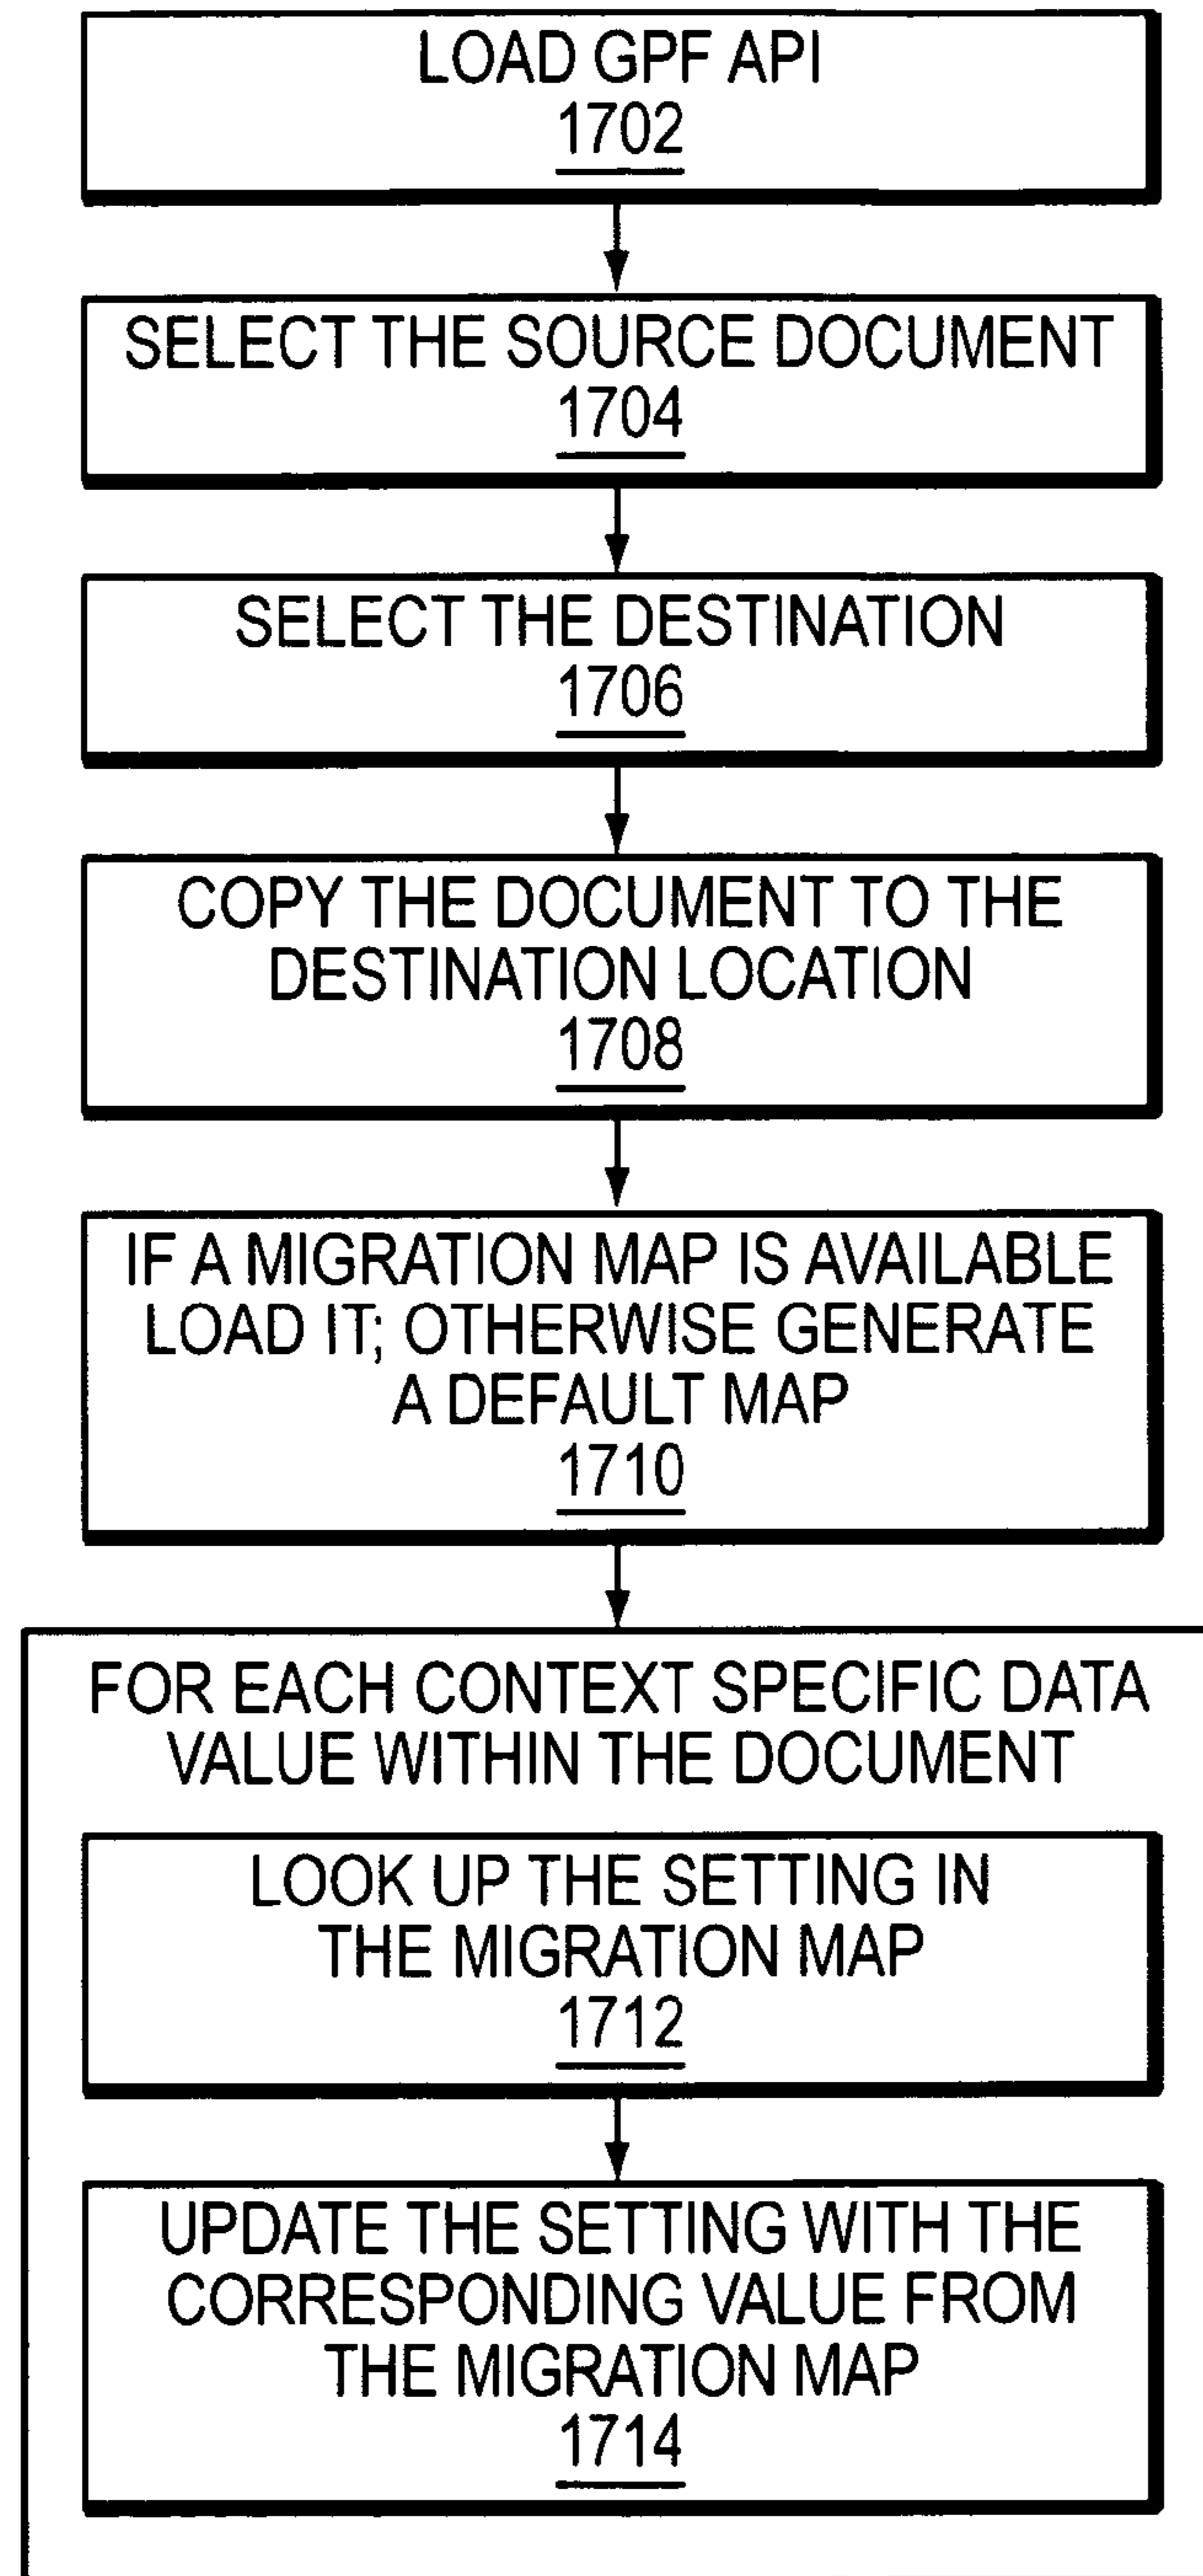 LOAD GPF API
1702
SELECT THE SOURCE DOCUMENT
1704
SELECT THE DESTINATION
1706
COPY THE DOCUMENT TO THE
DESTINATION LOCATION
1708
IF A MIGRATION MAP IS AVAILABLE
LOAD IT; OTHERWISE GENERATE
A DEFAULT MAP
1710
FOR EACH CONTEXT SPECIFIC DATA
VALUE WITHIN THE DOCUMENT
LOOK UP THE SETTING IN
THE MIGRATION MAP
1712
UPDATE THE SETTING WITH THE
CORRESPONDING VALUE FROM
THE MIGRATION MAP
1714